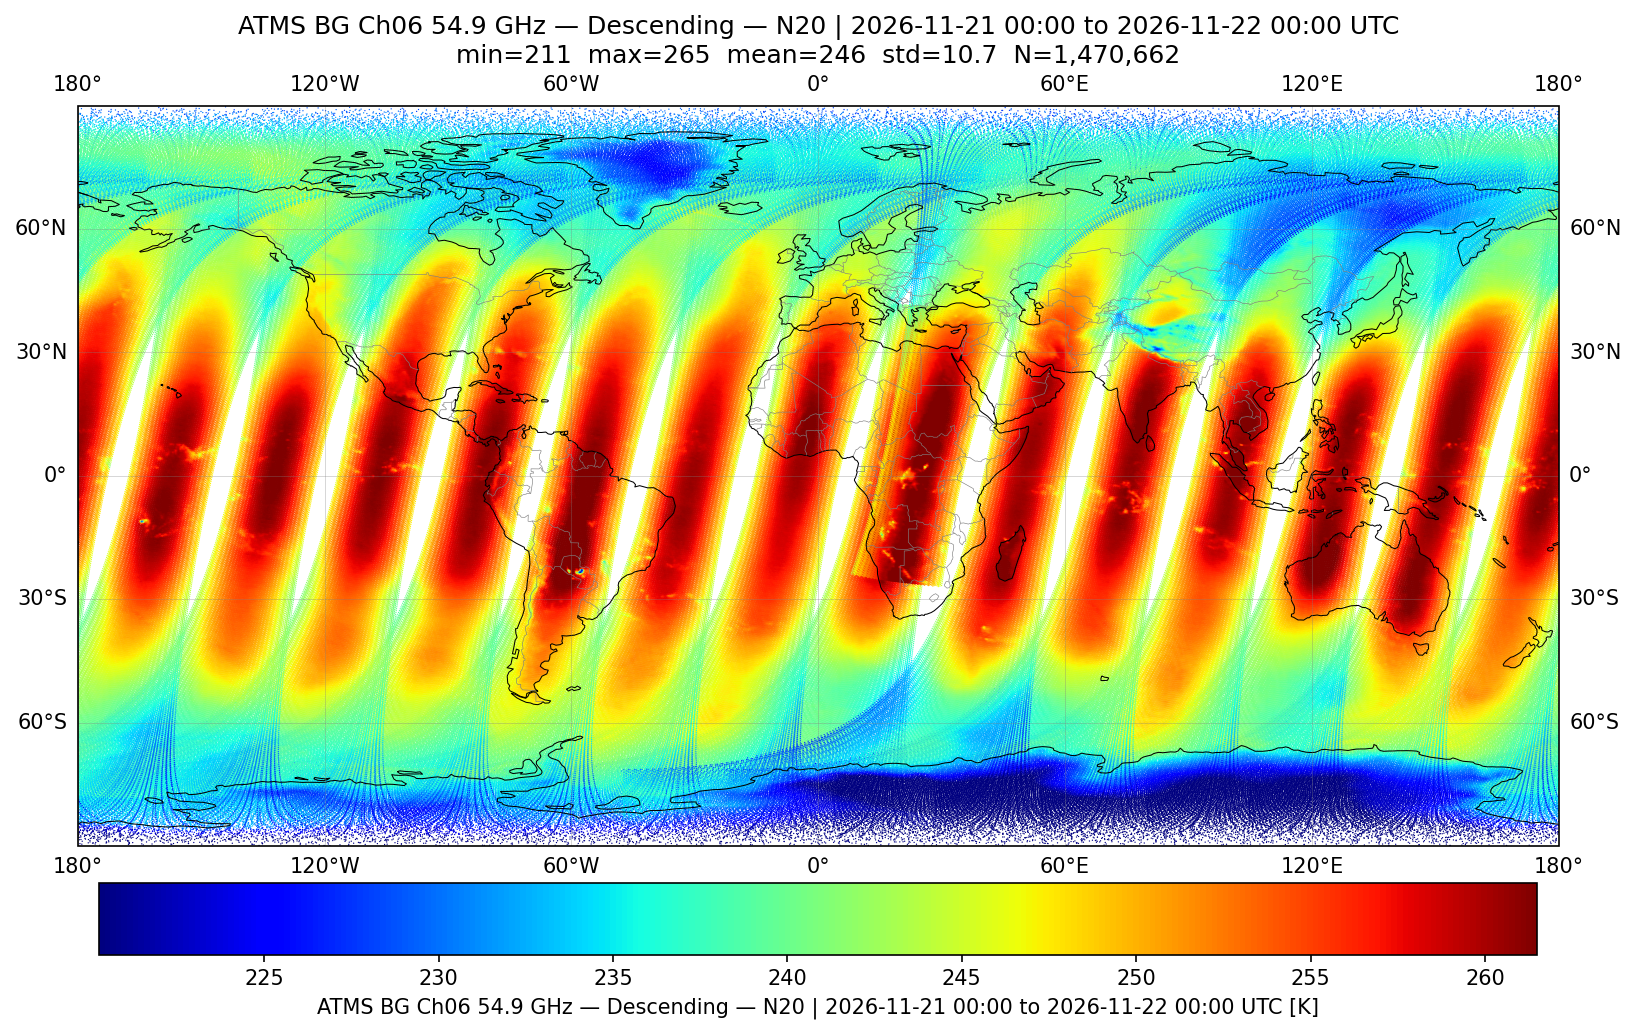 ATMS BG Ch06 54.9 GHz — Descending — N20 | 2026-11-21 00:00 to 2026-11-22 00:00 UTC
min=211 max=265 mean=246 std=10.7 N=1,470,662
180° 120°W 60°W 0° 60°E 120°E 180°
60°N 60°N
30°N 30°N
0° 0°
30°S 30°S
60°S 60°S
180° 120°W 60°W 0° 60°E 120°E 180°
225 230 235 240 245 250 255 260
ATMS BG Ch06 54.9 GHz — Descending — N20 | 2026-11-21 00:00 to 2026-11-22 00:00 UTC [K]